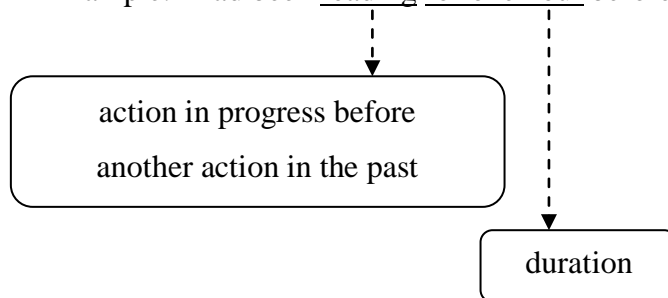 action in progress before
another action in the past
duration